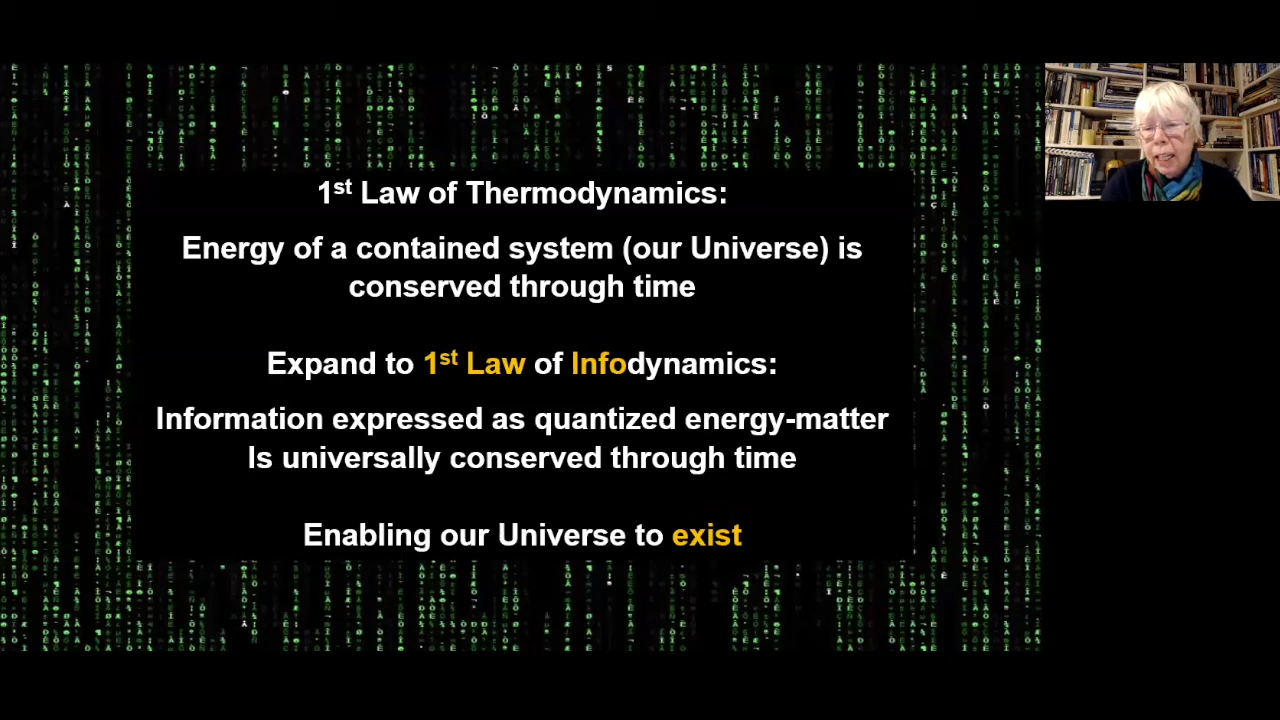 1st Law of Thermodynamics:
Energy of a contained system (our Universe) is
conserved through time
Expand to 1st Law of Infodynamics:
Information expressed as quantized energy-matter
Is universally conserved through time
Enabling our Universe to exist